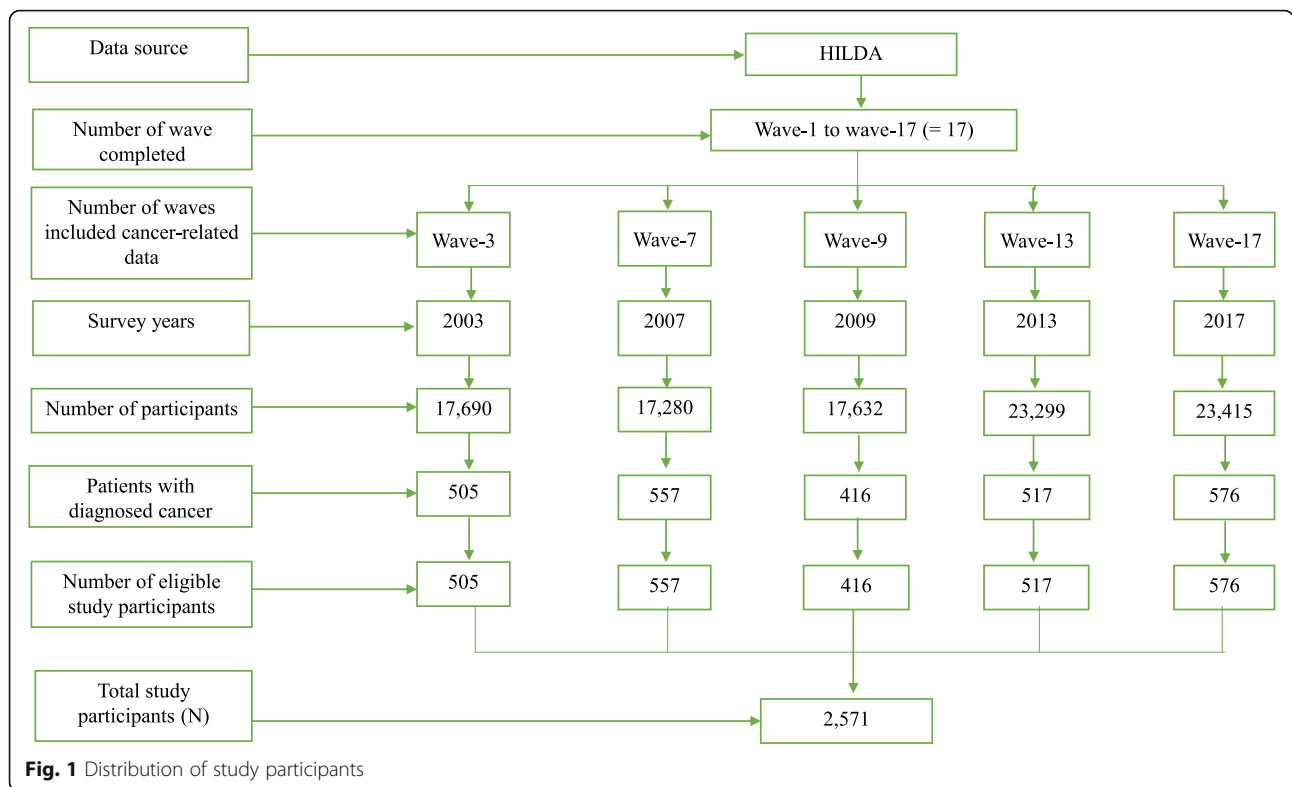 Data source
HILDA
Number of wave
completed
Wave-1 to wave-17 (= 17)
Number of waves
included cancer-related
data
Wave-3
Wave-7
Wave-9
Wave-13
Wave-17
Survey years
2003
2007
2009
2013
2017
Number of participants
17,690
17,280
17,632
23,299
23,415
Patients with
diagnosed cancer
505
557
416
517
576
Number of eligible
study participants
505
557
416
517
576
Total study
participants (N)
2,571
Fig. 1 Distribution of study participants